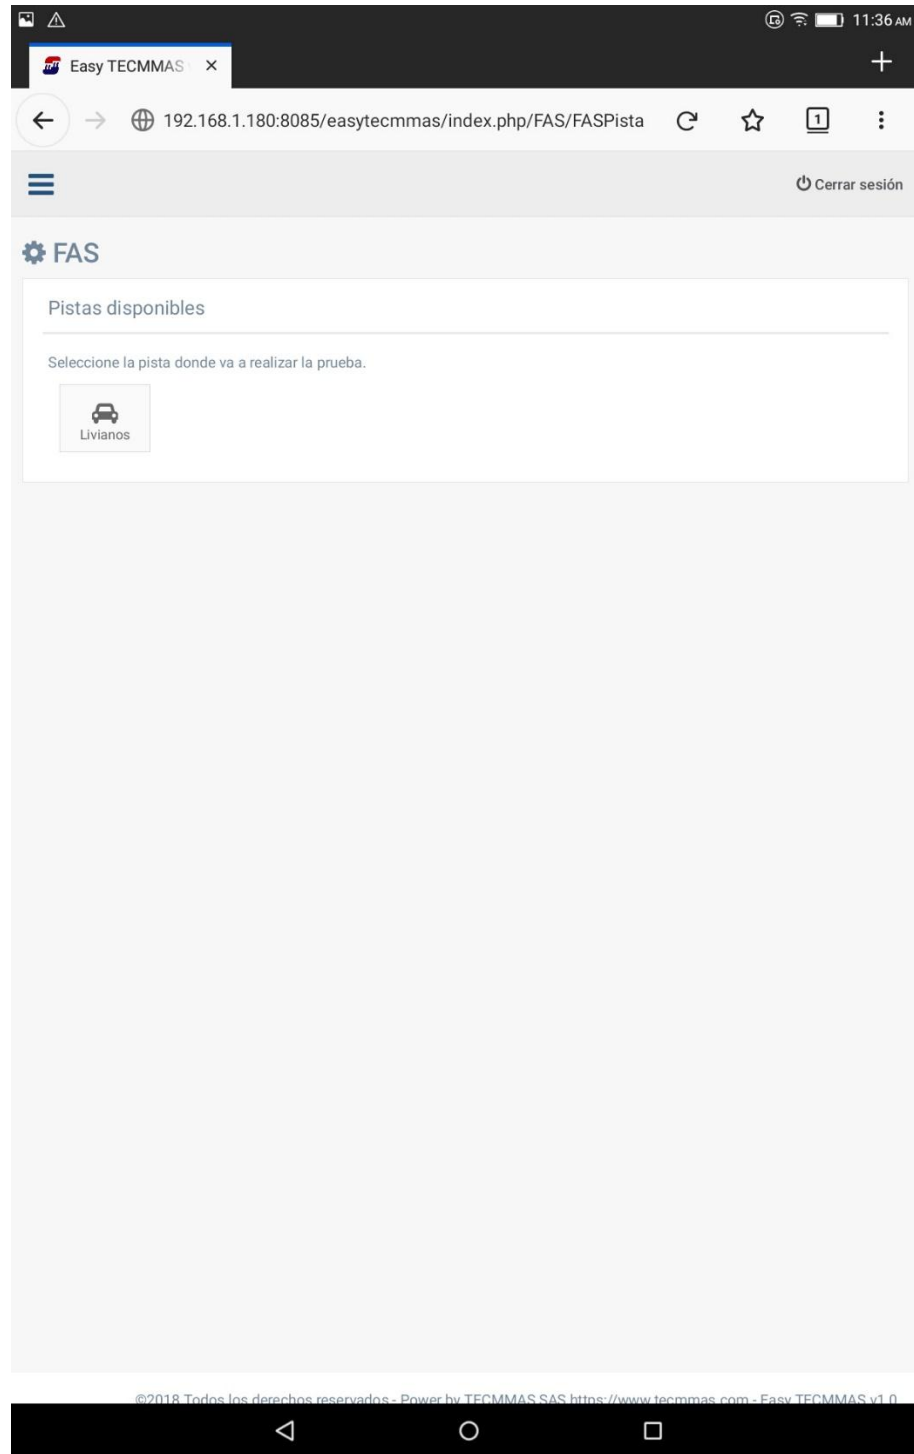 11:36 AM
Easy TECMMAS
192.168.1.180:8085/easytecmmas/index.php/FAS/FASPista
1
Cerrar sesión
FAS
Pistas disponibles
Seleccione la pista donde va a realizar la prueba.
Livianos
©2018 Todos los derechos reservados - Power by TECMMAS SAS https://www.tecmmas.com - Easy TECMMAS v1.0